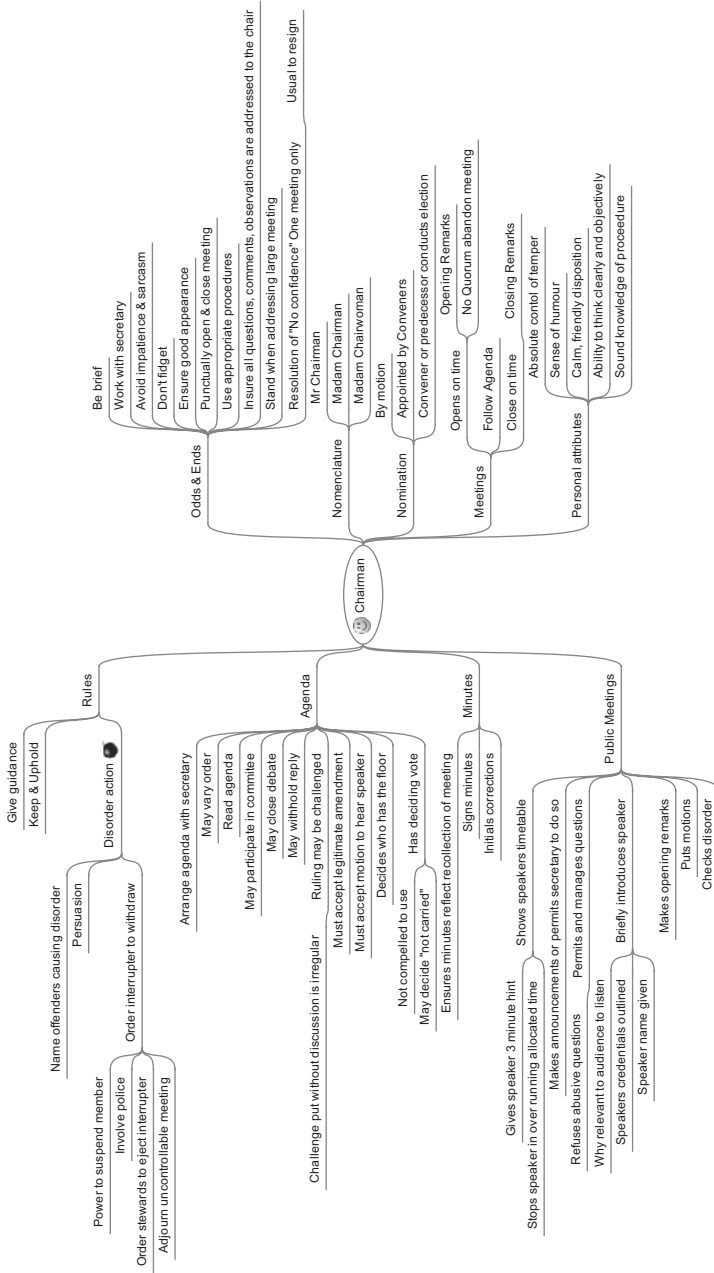 Chairman
Rules
Give guidance
Keep & Uphold
Disorder action
Name offenders causing disorder
Persuasion
Order interrupter to withdraw
Power to suspend member
Involve police
Order stewards to eject interrupter
Adjourn uncontrollable meeting
Agenda
Arrange agenda with secretary
May vary order
Read agenda
May participate in commitee
May close debate
May withhold reply
Ruling may be challenged
Challenge put without discussion is irregular
Must accept legitimate amendment
Must accept motion to hear speaker
Decides who has the floor
Has deciding vote
Not compelled to use
May decide "not carried"
Minutes
Ensures minutes reflect recollection of meeting
Signs minutes
Initials corrections
Public Meetings
Shows speakers timetable
Gives speaker 3 minute hint
Stops speaker in over running allocated time
Makes announcements or permits secretary to do so
Permits and manages questions
Refuses abusive questions
Briefly introduces speaker
Why relevant to audience to listen
Speakers credentials outlined
Speaker name given
Makes opening remarks
Puts motions
Checks disorder
Odds & Ends
Be brief
Work with secretary
Avoid impatience & sarcasm
Don't fidget
Ensure good appearance
Punctually open & close meeting
Use appropriate procedures
Insure all questions, comments, observations are addressed to the chair
Stand when addressing large meeting
Resolution of "No confidence" One meeting only
Usual to resign
Nomenclature
Mr Chairman
Madam Chairman
Madam Chairwoman
Nomination
By motion
Appointed by Conveners
Convener or predecessor conducts election
Meetings
Opens on time
Opening Remarks
No Quorum abandon meeting
Follow Agenda
Close on time
Closing Remarks
Personal attributes
Absolute contol of temper
Sense of humour
Calm, friendly disposition
Ability to think clearly and objectively
Sound knowledge of proceedure